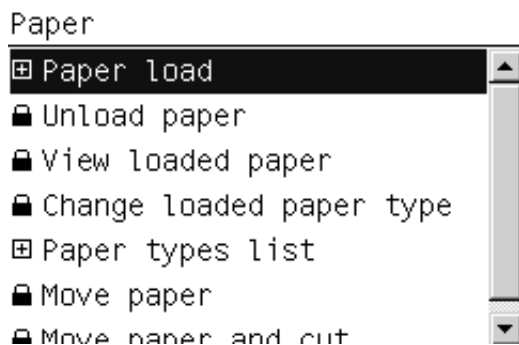 Paper
Paper load
Unload paper
View loaded paper
Change loaded paper type
Paper types list
Move paper
Move paper and cut